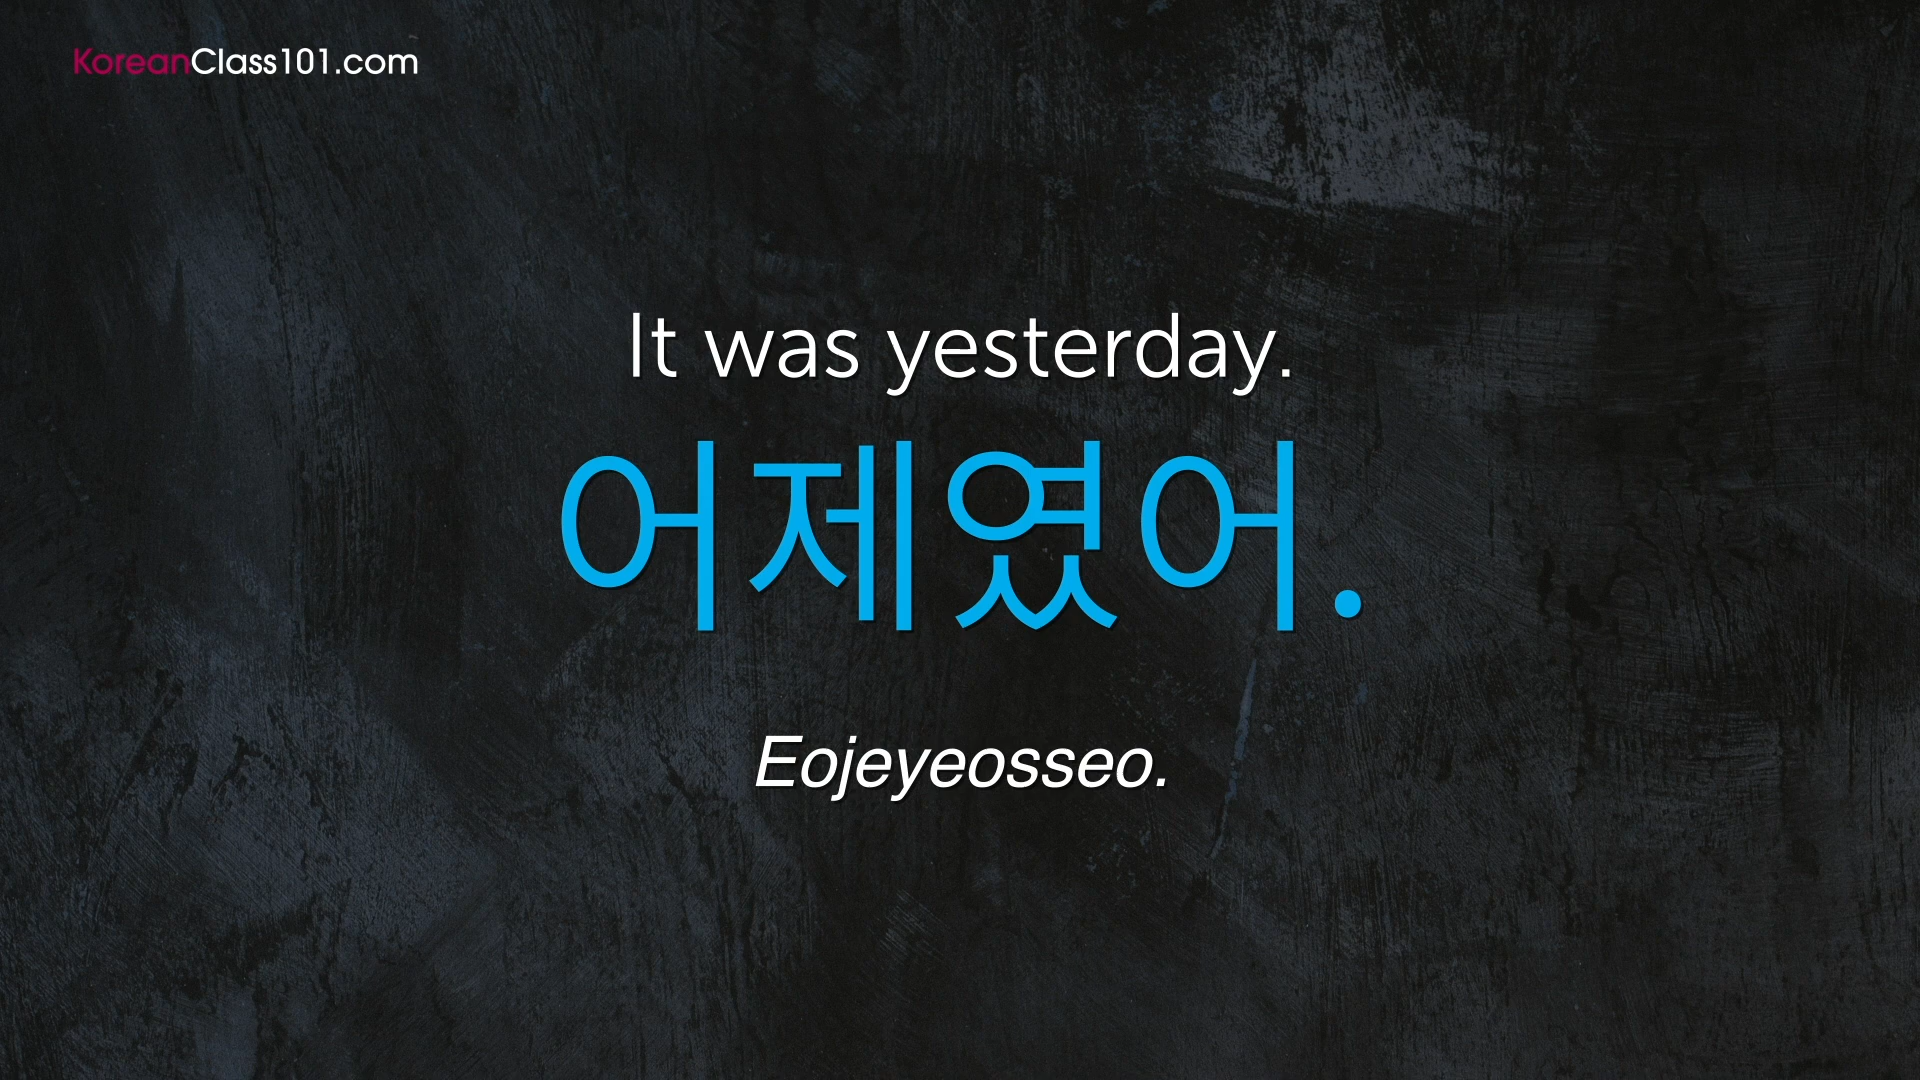 KoreanClass101.com
It was yesterday.
어제였어.
Eojeyeosseo.